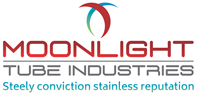 MOONLIGHT
TUBE INDUSTRIES
Steely conviction stainless reputation